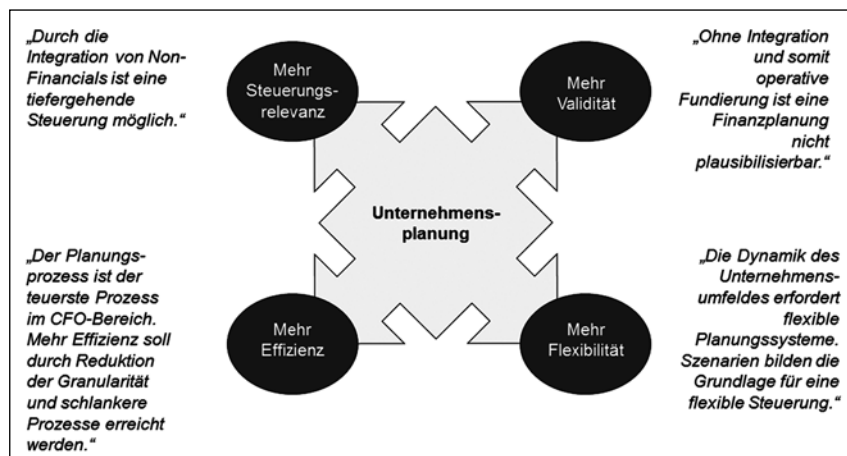 „Durch die
Integration von Non-
Financials ist eine
tiefergehende
Steuerung möglich.“
Mehr
Steuerungs-
relevanz
Mehr
Validität
„Ohne Integration
und somit
operative
Fundierung ist eine
Finanzplanung
nicht
plausibilisierbar.“
Unternehmens-
planung
„Der Planungs-
prozess ist der
teuerste Prozess
im CFO-Bereich.
Mehr Effizienz soll
durch Reduktion
der Granularität
und schlankere
Prozesse erreicht
werden.“
Mehr
Effizienz
Mehr
Flexibilität
„Die Dynamik des
Unternehmens-
umfeldes erfordert
flexible
Planungssysteme.
Szenarien bilden die
Grundlage für eine
flexible Steuerung.“